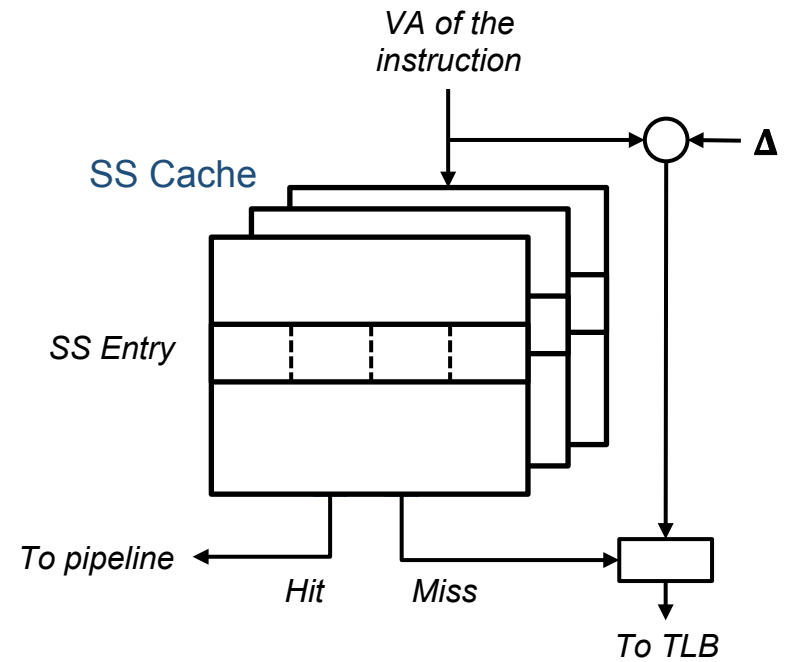 VA of the
instruction
Δ
SS Cache
SS Entry
To pipeline
Hit
Miss
To TLB